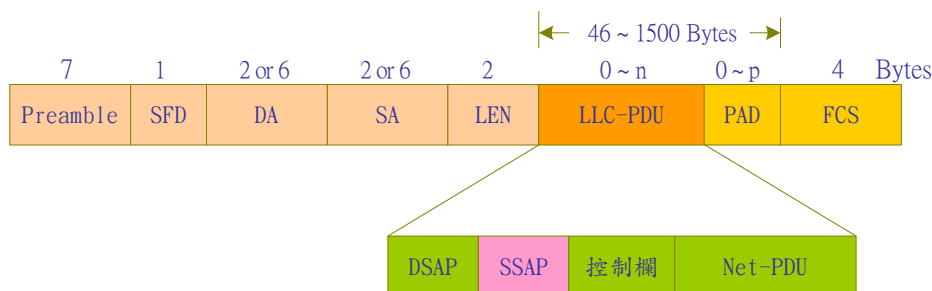 46 ~ 1500 Bytes
7 1 2 or 6 2 or 6 2 0 ~ n 0 ~ p 4 Bytes
Preamble SFD DA SA LEN LLC-PDU PAD FCS
DSAP SSAP 控制欄 Net-PDU